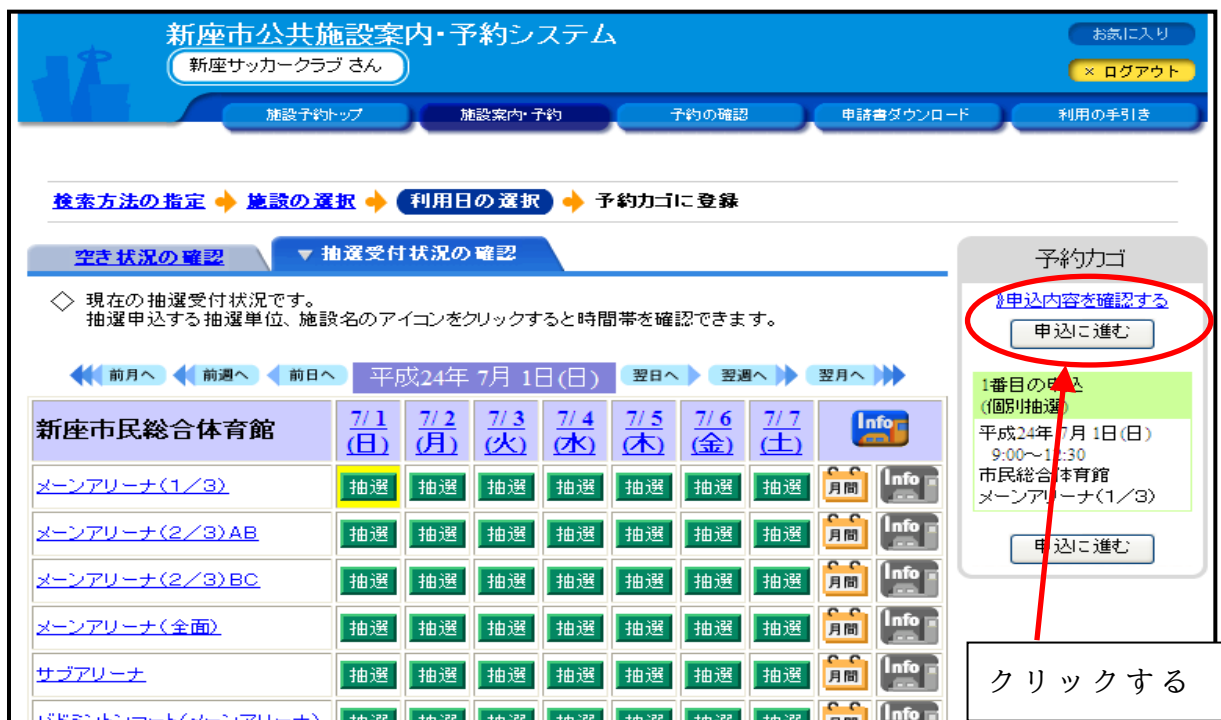 新座市公共施設案内・予約システム
お気に入り
新座サッカークラブ さん
× ログアウト
施設予約トップ 施設案内・予約 予約の確認 申請書ダウンロード 利用の手引き
検索方法の指定 施設の選択 利用日の選択 予約カゴに登録
空き状況の確認 ▼ 抽選受付状況の確認
◇ 現在の抽選受付状況です。
抽選申込する抽選単位、施設名のアイコンをクリックすると時間帯を確認できます。
前月へ 前週へ 前日へ 平成24年 7月 1日(日) 翌日へ 翌週へ 翌月へ
新座市民総合体育館 7/1(日) 7/2(月) 7/3(火) 7/4(水) 7/5(木) 7/6(金) 7/7(土) Info
メーンアリーナ(1/3) 抽選 抽選 抽選 抽選 抽選 抽選 抽選 月間 Info
メーンアリーナ(2/3)AB 抽選 抽選 抽選 抽選 抽選 抽選 抽選 月間 Info
メーンアリーナ(2/3)BC 抽選 抽選 抽選 抽選 抽選 抽選 抽選 月間 Info
メーンアリーナ(全面) 抽選 抽選 抽選 抽選 抽選 抽選 抽選 月間 Info
サブアリーナ 抽選 抽選 抽選 抽選 抽選 抽選 抽選 月間 Info
予約カゴ
》申込内容を確認する
申込に進む
1番目の申込
(個別抽選)
平成24年 7月 1日(日)
9:00～12:30
市民総合体育館
メーンアリーナ(1/3)
申込に進む
クリックする